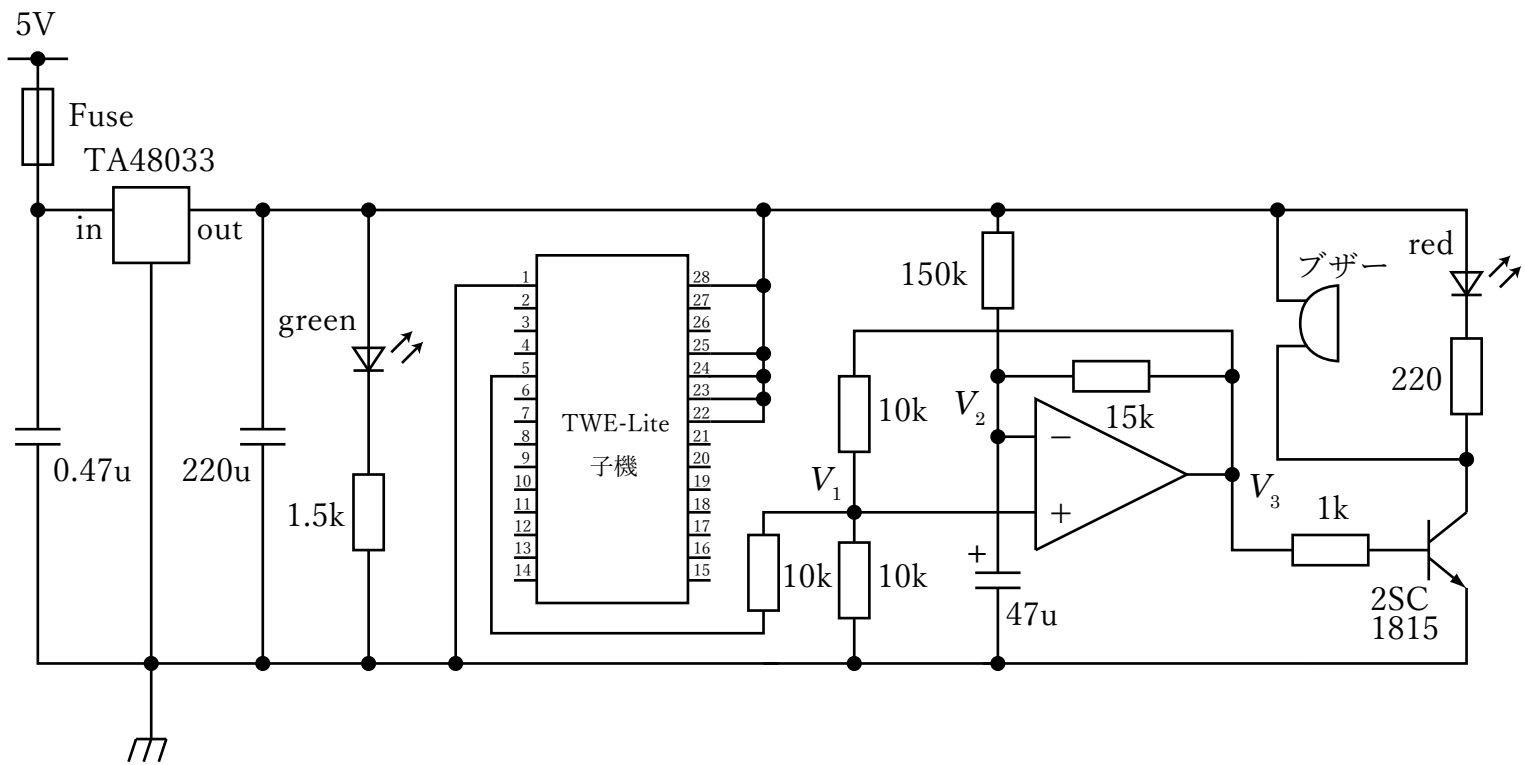 5V
Fuse
TA48033
in
out
0.47u
220u
green
1.5k
1
2
3
4
5
6
7
8
9
10
11
12
13
14
TWE-Lite
子機
28
27
26
25
24
23
22
21
20
19
18
17
16
15
10k
10k
10k
V1
150k
V2
15k
−
+
+
47u
V3
1k
ブザー
red
220
2SC
1815